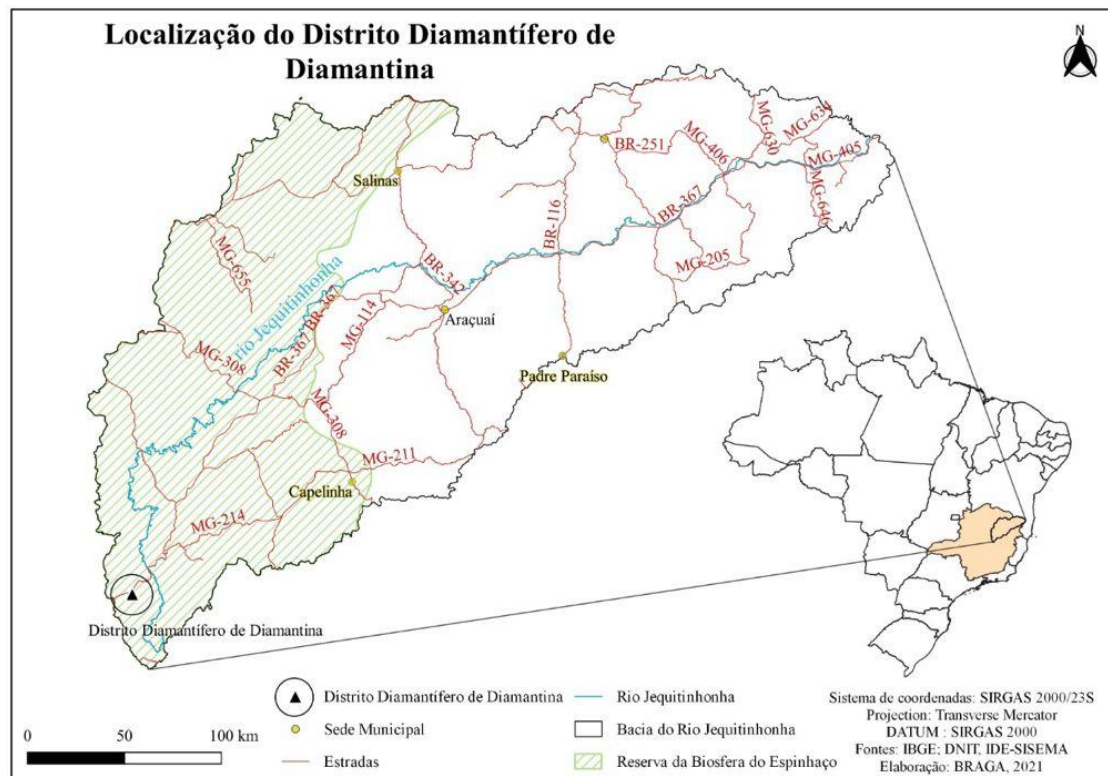 Localização do Distrito Diamantífero de
Diamantina
N
MG-634
MG-630
MG-406
BR-251
MG-405
Salinas
BR-367
MG-646
BR-116
MG-205
BR-342
MG-655
rio Jequitinhonha
BR-367
MG-114
Araçuaí
BR-367
MG-308
Padre Paraíso
MG-308
MG-211
Capelinha
MG-214
Distrito Diamantífero de Diamantina
Distrito Diamantífero de Diamantina
Rio Jequitinhonha
Sede Municipal
Bacia do Rio Jequitinhonha
Estradas
Reserva da Biosfera do Espinhaço
0 50 100 km
Sistema de coordenadas: SIRGAS 2000/23S
Projection: Transverse Mercator
DATUM : SIRGAS 2000
Fontes: IBGE; DNIT, IDE-SISEMA
Elaboração: BRAGA, 2021